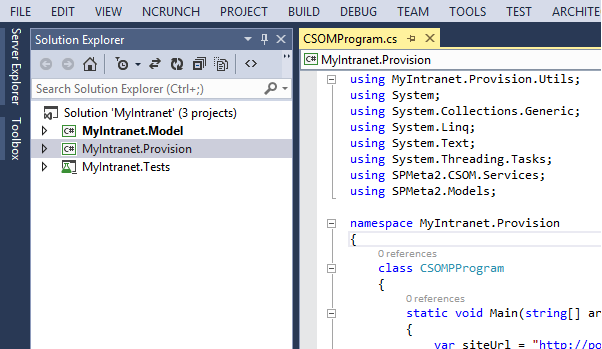 FILE EDIT VIEW NCRUNCH PROJECT BUILD DEBUG TEAM TOOLS TEST ARCHITE
Server Explorer
Toolbox
Solution Explorer
Search Solution Explorer (Ctrl+;)
Solution 'MyIntranet' (3 projects)
C# MyIntranet.Model
C# MyIntranet.Provision
MyIntranet.Tests
CSOMProgram.cs
C# MyIntranet.Provision
using MyIntranet.Provision.Utils;
using System;
using System.Collections.Generic;
using System.Linq;
using System.Text;
using System.Threading.Tasks;
using SPMeta2.CSOM.Services;
using SPMeta2.Models;
namespace MyIntranet.Provision
{
0 references
class CSOMPProgram
{
0 references
static void Main(string[] ar
{
var siteUrl = "http://po